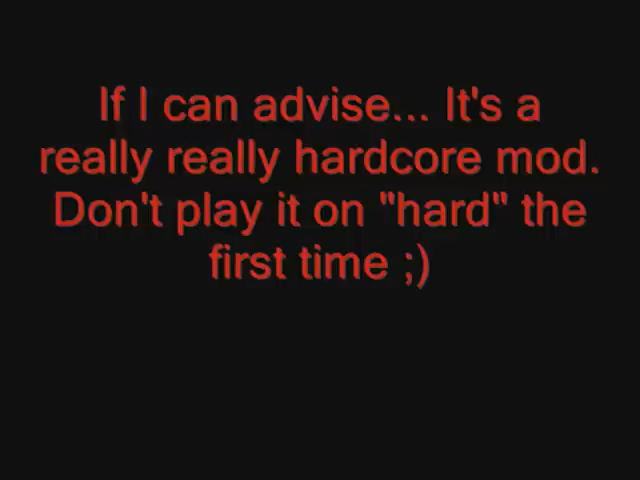 If I can advise... It's a
really really hardcore mod.
Don't play it on "hard" the
first time ;)